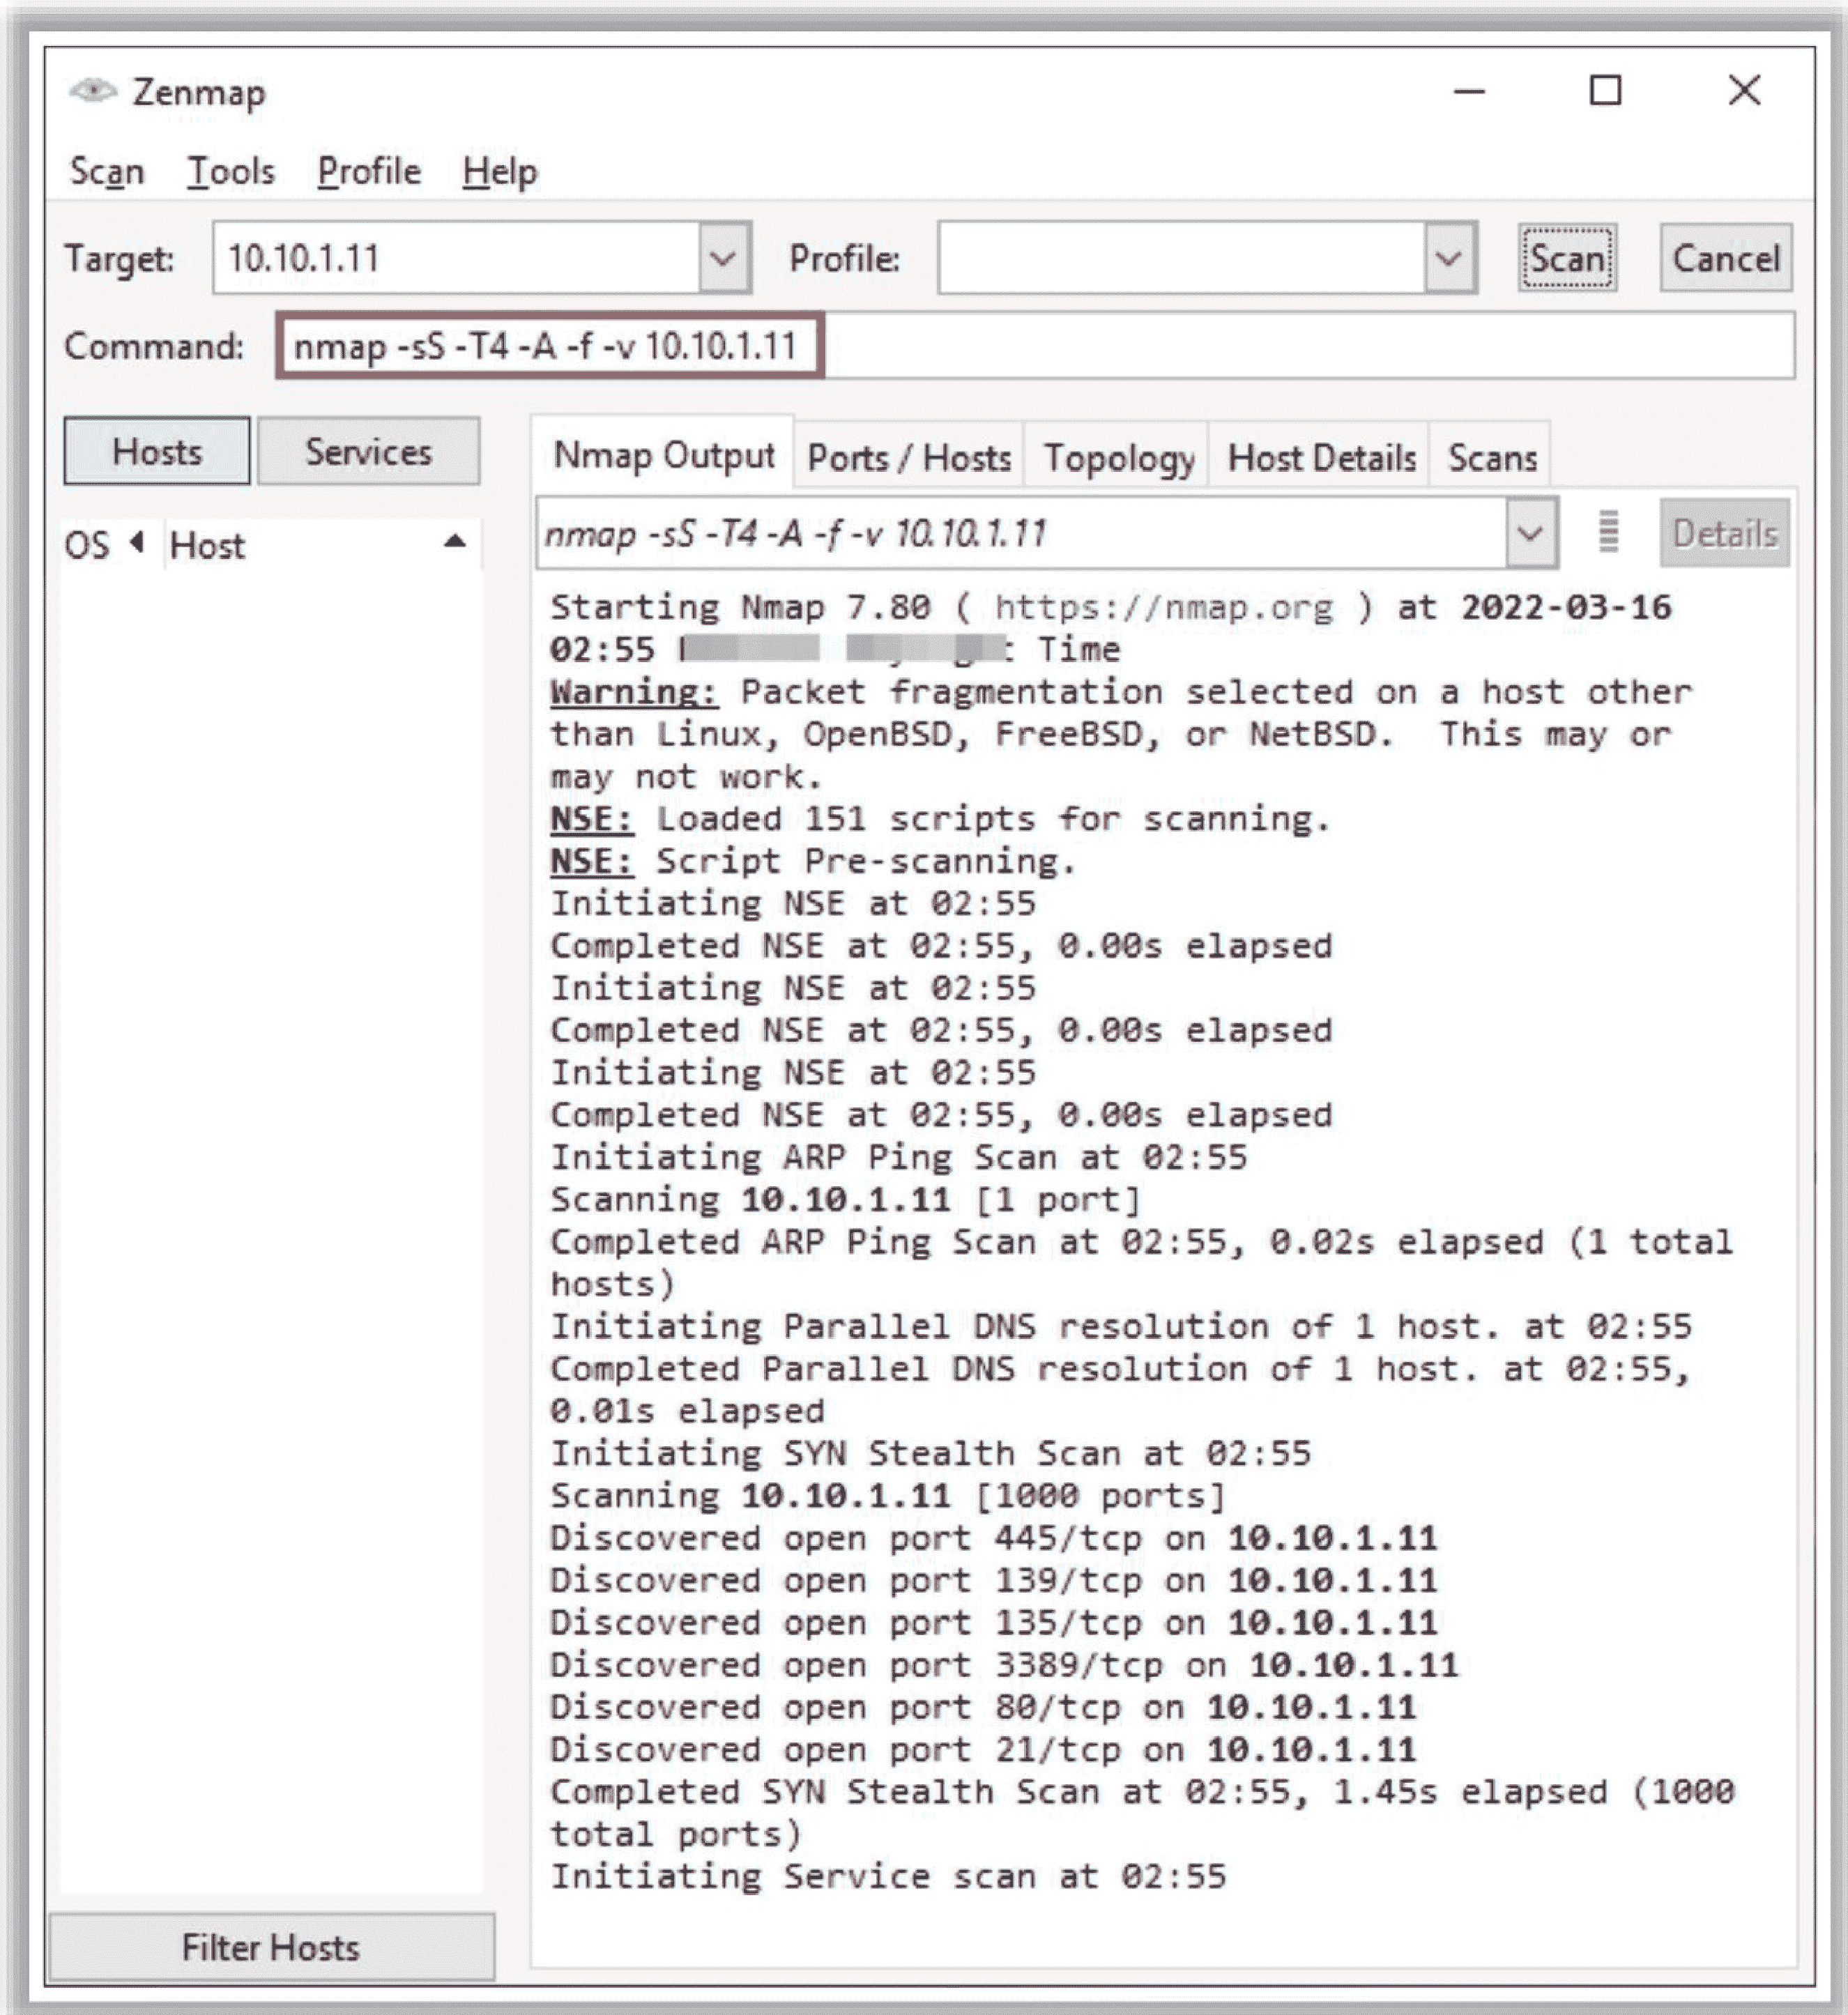 Zenmap
Scan Tools Profile Help
Target: 10.10.1.11 Profile: Scan Cancel
Command: nmap -sS -T4 -A -f -v 10.10.1.11
Hosts Services
Nmap Output Ports / Hosts Topology Host Details Scans
OS Host
nmap -sS -T4 -A -f -v 10.10.1.11 Details
Starting Nmap 7.80 ( https://nmap.org ) at 2022-03-16
02:55 Time
Warning: Packet fragmentation selected on a host other
than Linux, OpenBSD, FreeBSD, or NetBSD.  This may or
may not work.
NSE: Loaded 151 scripts for scanning.
NSE: Script Pre-scanning.
Initiating NSE at 02:55
Completed NSE at 02:55, 0.00s elapsed
Initiating NSE at 02:55
Completed NSE at 02:55, 0.00s elapsed
Initiating NSE at 02:55
Completed NSE at 02:55, 0.00s elapsed
Initiating ARP Ping Scan at 02:55
Scanning 10.10.1.11 [1 port]
Completed ARP Ping Scan at 02:55, 0.02s elapsed (1 total
hosts)
Initiating Parallel DNS resolution of 1 host. at 02:55
Completed Parallel DNS resolution of 1 host. at 02:55,
0.01s elapsed
Initiating SYN Stealth Scan at 02:55
Scanning 10.10.1.11 [1000 ports]
Discovered open port 445/tcp on 10.10.1.11
Discovered open port 139/tcp on 10.10.1.11
Discovered open port 135/tcp on 10.10.1.11
Discovered open port 3389/tcp on 10.10.1.11
Discovered open port 80/tcp on 10.10.1.11
Discovered open port 21/tcp on 10.10.1.11
Completed SYN Stealth Scan at 02:55, 1.45s elapsed (1000
total ports)
Initiating Service scan at 02:55
Filter Hosts